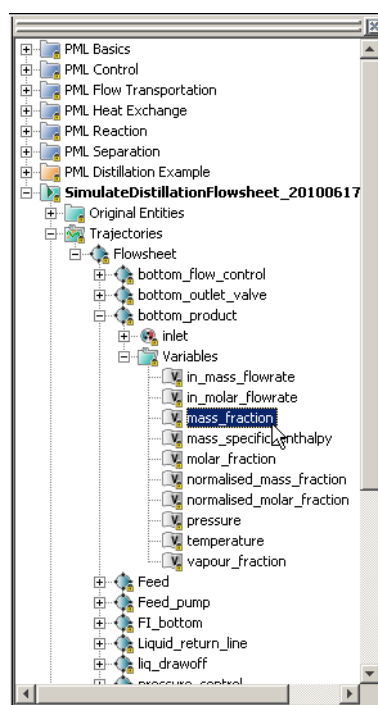 PML Basics
PML Control
PML Flow Transportation
PML Heat Exchange
PML Reaction
PML Separation
PML Distillation Example
SimulateDistillationFlowsheet_20100617
Original Entities
Trajectories
Flowsheet
bottom_flow_control
bottom_outlet_valve
bottom_product
inlet
Variables
in_mass_flowrate
in_molar_flowrate
mass_fraction
mass_specific_enthalpy
molar_fraction
normalised_mass_fraction
normalised_molar_fraction
pressure
temperature
vapour_fraction
Feed
Feed_pump
FI_bottom
Liquid_return_line
liq_drawoff
pressure_control